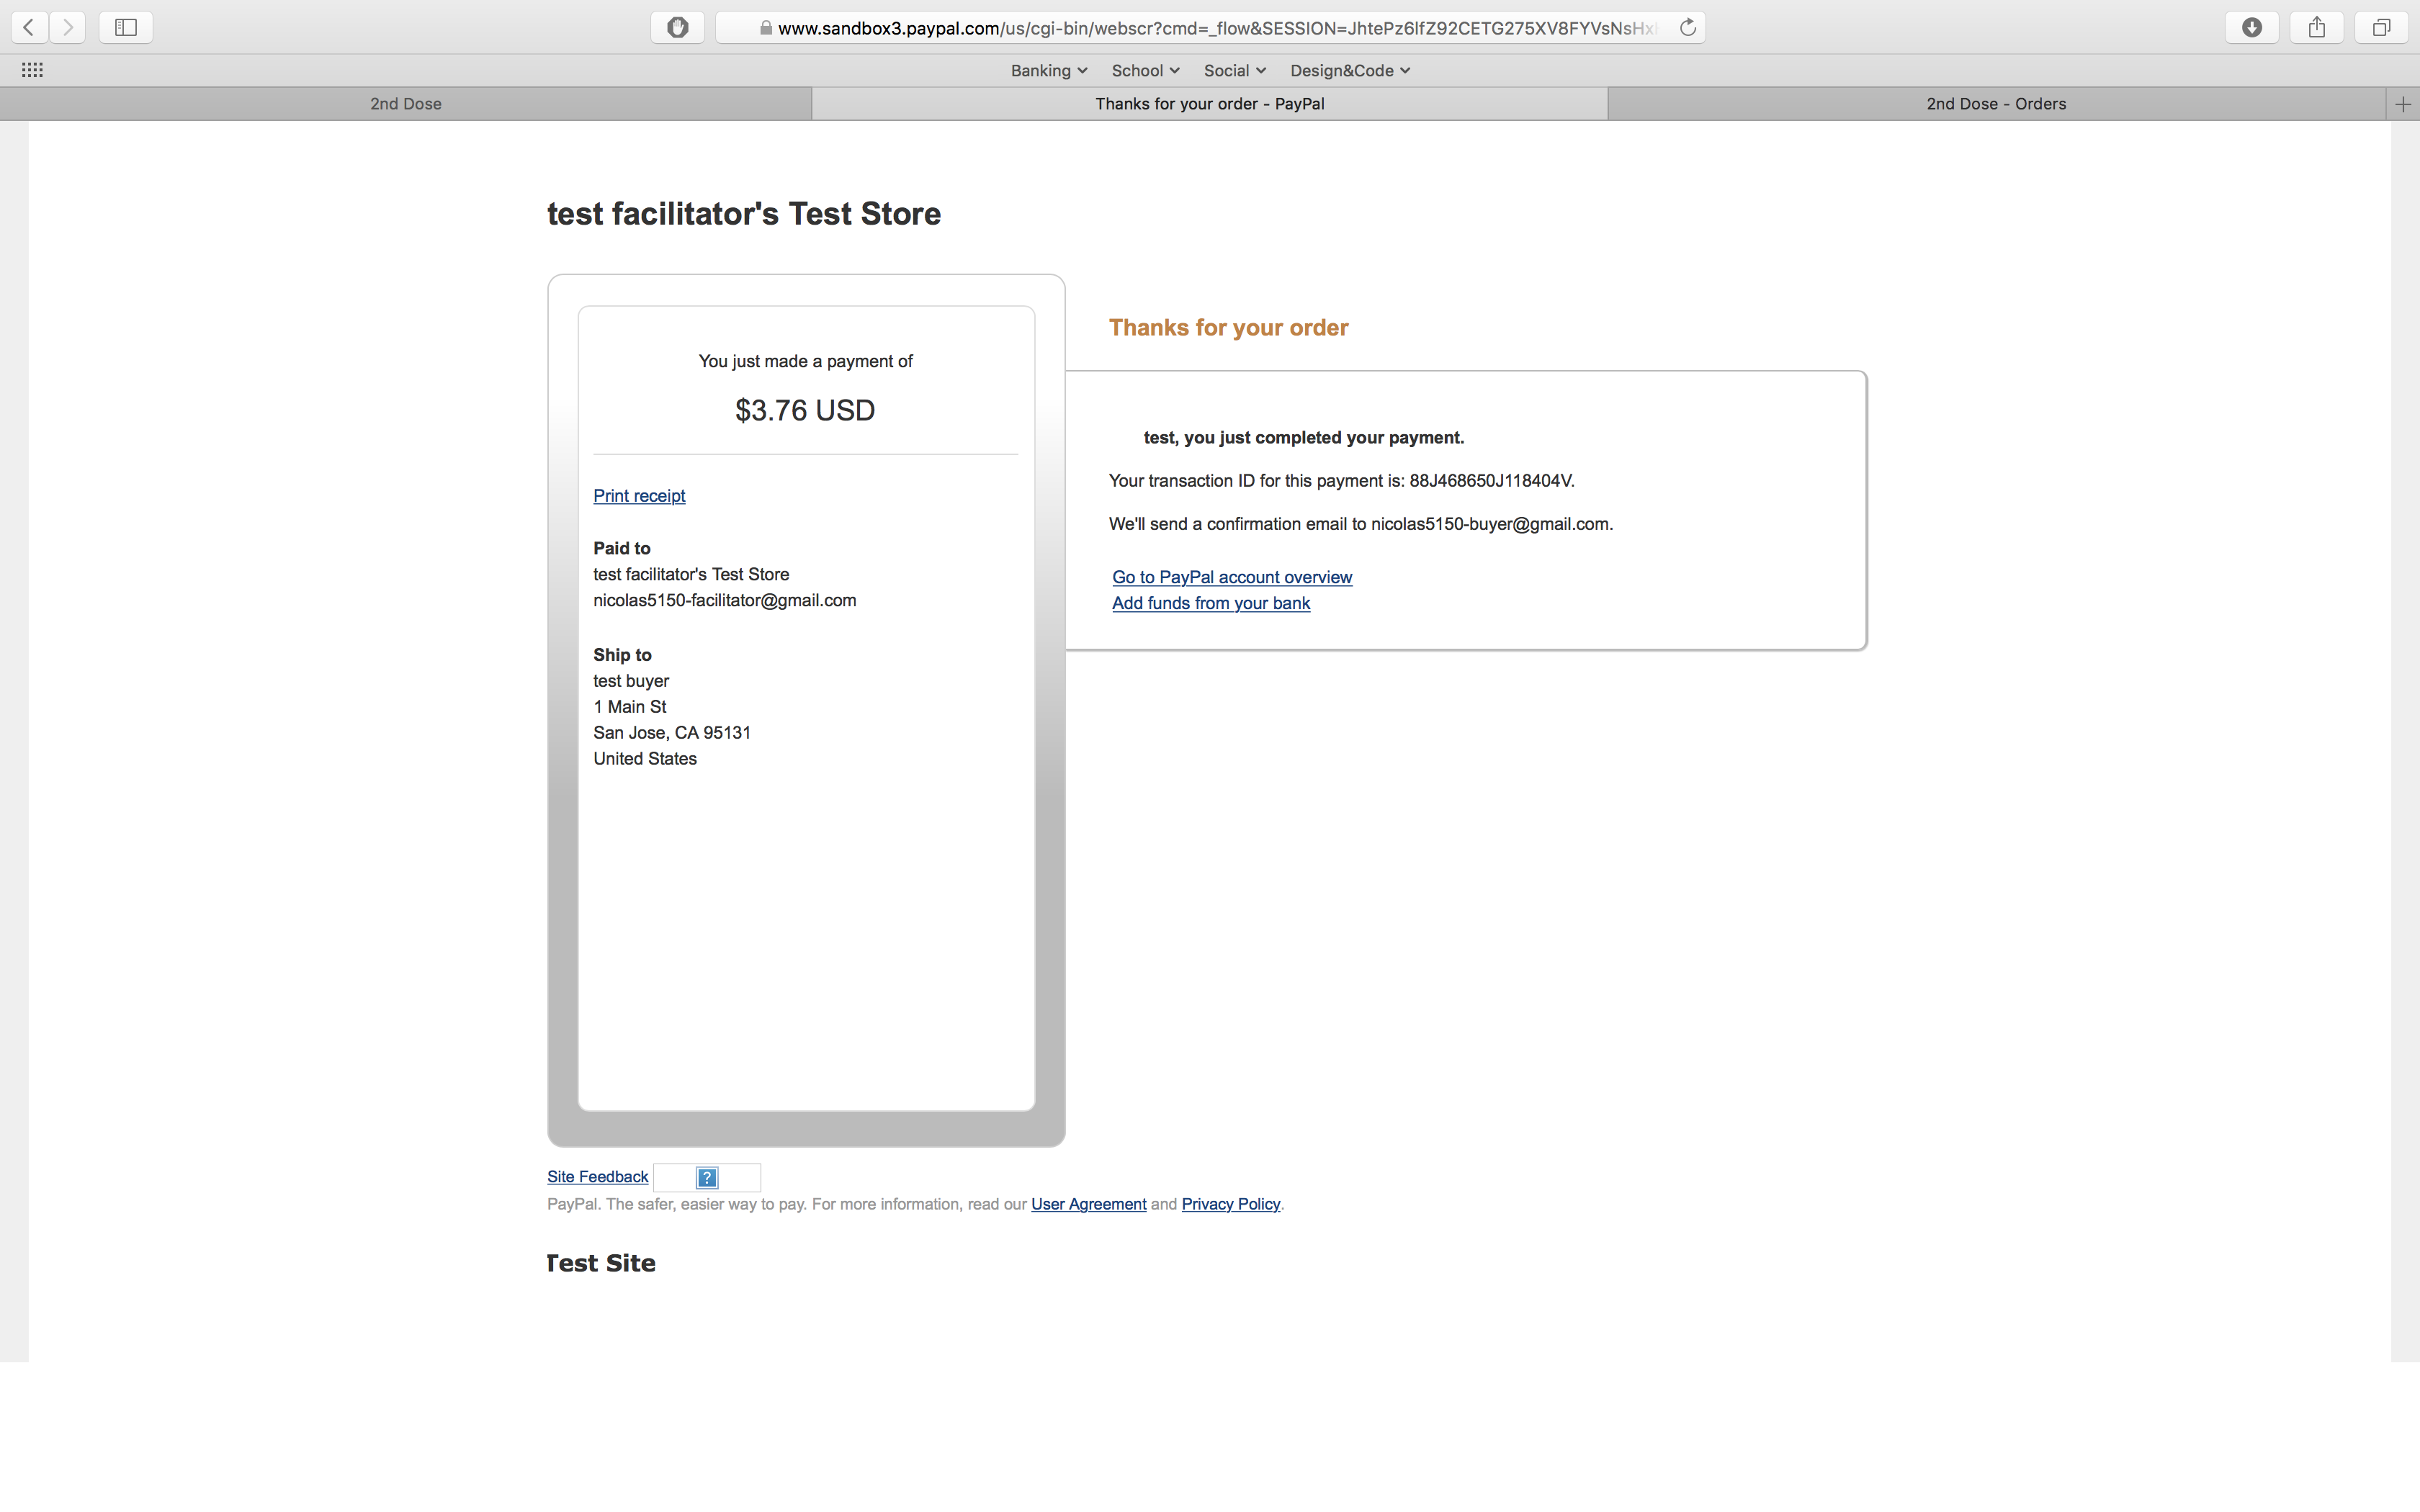 www.sandbox3.paypal.com/us/cgi-bin/webscr?cmd=_flow&SESSION=JhtePz6lfZ92CETG275XV8FYVsNsHx
Banking School Social Design&Code
2nd Dose Thanks for your order - PayPal 2nd Dose - Orders
test facilitator's Test Store
You just made a payment of
$3.76 USD
Print receipt
Paid to
test facilitator's Test Store
nicolas5150-facilitator@gmail.com
Ship to
test buyer
1 Main St
San Jose, CA 95131
United States
Thanks for your order
test, you just completed your payment.
Your transaction ID for this payment is: 88J468650J118404V.
We'll send a confirmation email to nicolas5150-buyer@gmail.com.
Go to PayPal account overview
Add funds from your bank
Site Feedback ?
PayPal. The safer, easier way to pay. For more information, read our User Agreement and Privacy Policy.
Test Site